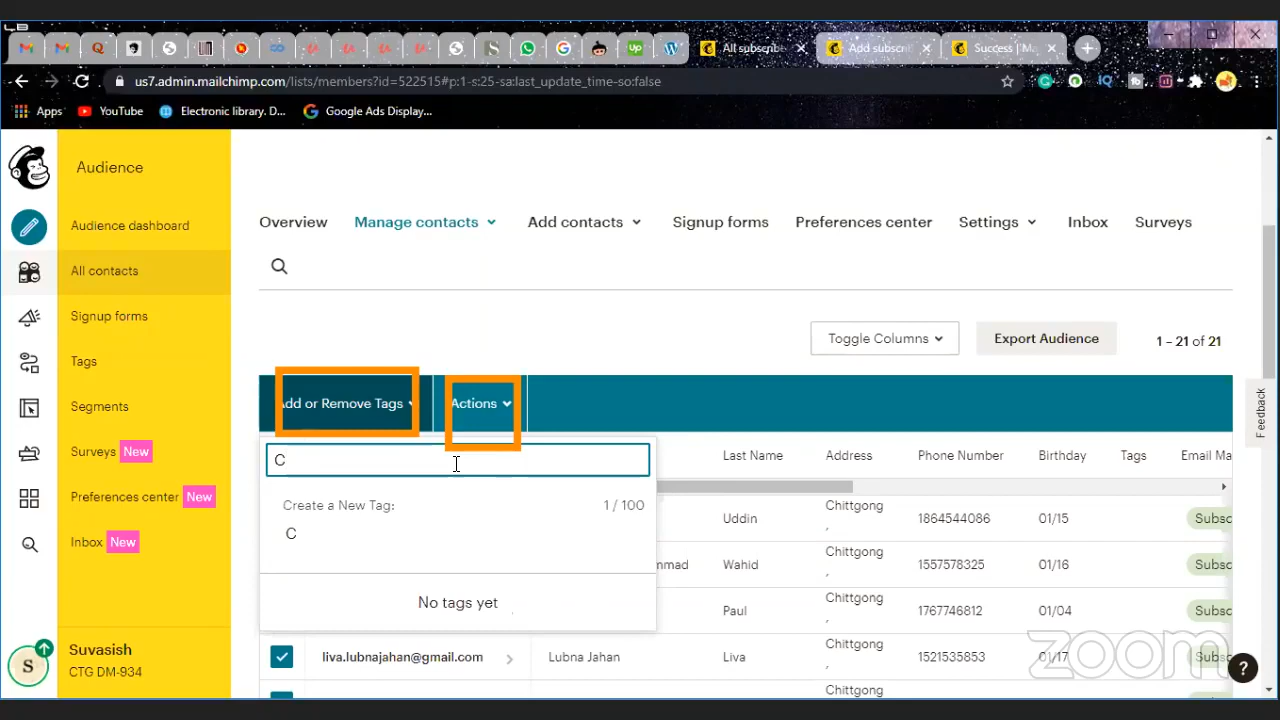 All subscrib
Add subscri
Success | M
us7.admin.mailchimp.com/lists/members?id=522515#p:1-s:25-sa:last_update_time-so:false
Apps
YouTube
Electronic library. D...
Google Ads Display...
Audience
Audience dashboard
All contacts
Signup forms
Tags
Segments
Surveys New
Preferences center New
Inbox New
Suvasish
CTG DM-934
S
Overview
Manage contacts
Add contacts
Signup forms
Preferences center
Settings
Inbox
Surveys
Toggle Columns
Export Audience
1 – 21 of 21
Feedback
dd or Remove Tags
Actions
C
Create a New Tag:
1 / 100
C
No tags yet
Last Name
Address
Phone Number
Birthday
Tags
Email Ma
Uddin
Chittgong
,
1864544086
01/15
Subsc
mmad
Wahid
Chittgong
,
1557578325
01/16
Subsc
Paul
Chittgong
,
1767746812
01/04
Subsc
liva.lubnajahan@gmail.com
Lubna Jahan
Liva
Chittgong
,
1521535853
01/17
Subsc
Chittgong
zoom
?